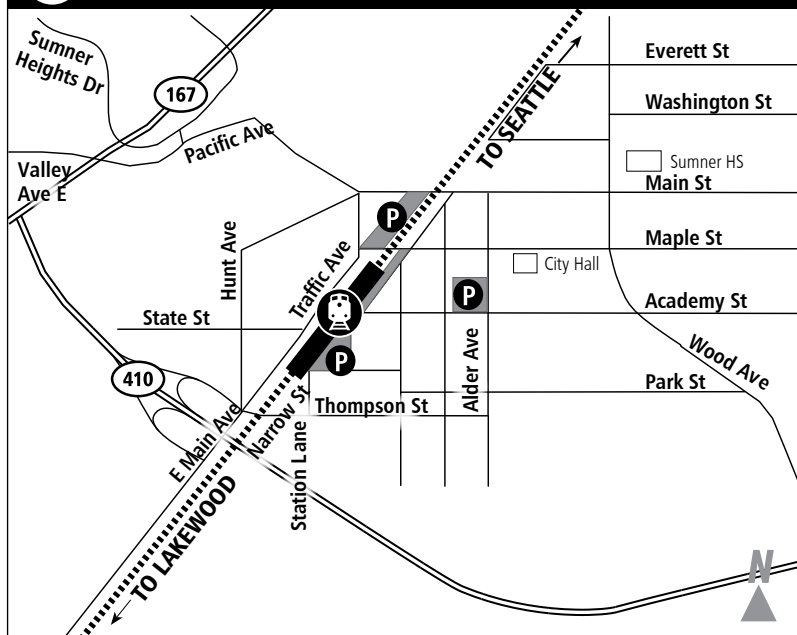 Sumner
Heights Dr
167
Everett St
Washington St
TO SEATTLE
Pacific Ave
Valley
Ave E
Sumner HS
Main St
P
Maple St
Hunt Ave
Traffic Ave
City Hall
P
Academy St
State St
P
Alder Ave
Wood Ave
410
Park St
Thompson St
E Main Ave
Narrow St
Station Lane
TO LAKEWOOD
N